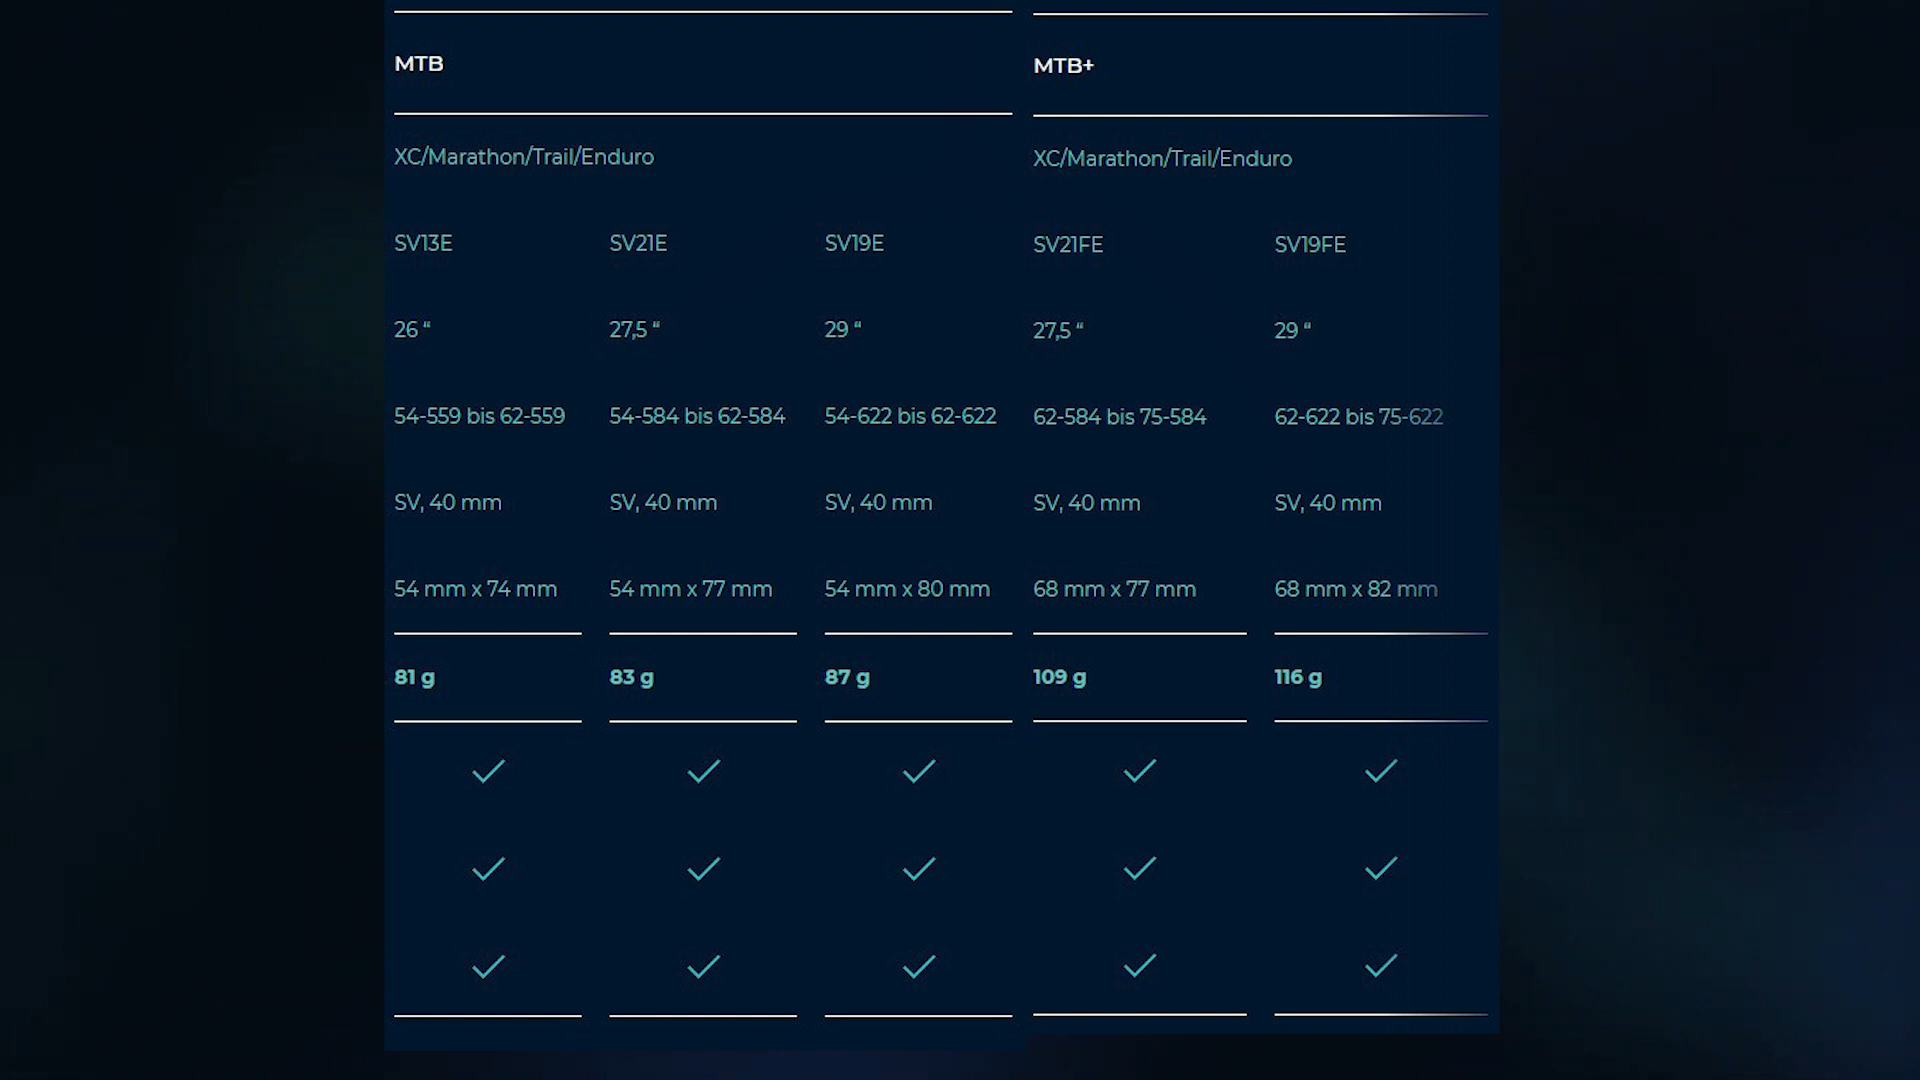 MTB MTB+
XC/Marathon/Trail/Enduro XC/Marathon/Trail/Enduro
SV13E SV21E SV19E SV21FE SV19FE
26 “ 27,5 “ 29 “ 27,5 “ 29 “
54-559 bis 62-559 54-584 bis 62-584 54-622 bis 62-622 62-584 bis 75-584 62-622 bis 75-622
SV, 40 mm SV, 40 mm SV, 40 mm SV, 40 mm SV, 40 mm
54 mm x 74 mm 54 mm x 77 mm 54 mm x 80 mm 68 mm x 77 mm 68 mm x 82 mm
81 g 83 g 87 g 109 g 116 g